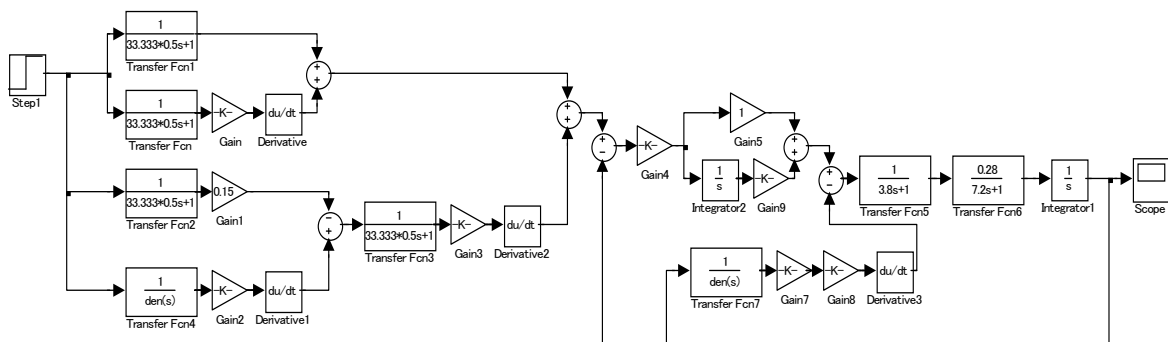 1
33.333*0.5s+1
Transfer Fcn1
+
+
Step1
1
33.333*0.5s+1
Transfer Fcn
-K-
Gain
du/dt
Derivative
1
33.333*0.5s+1
Transfer Fcn2
0.15
Gain1
−
+
1
33.333*0.5s+1
Transfer Fcn3
-K-
Gain3
du/dt
Derivative2
1
den(s)
Transfer Fcn4
-K-
Gain2
du/dt
Derivative1
+
+
+
−
-K-
Gain4
1
Gain5
1
s
Integrator2
-K-
Gain9
+
+
+
−
1
3.8s+1
Transfer Fcn5
0.28
7.2s+1
Transfer Fcn6
1
s
Integrator1
Scope
1
den(s)
Transfer Fcn7
-K-
Gain7
-K-
Gain8
du/dt
Derivative3